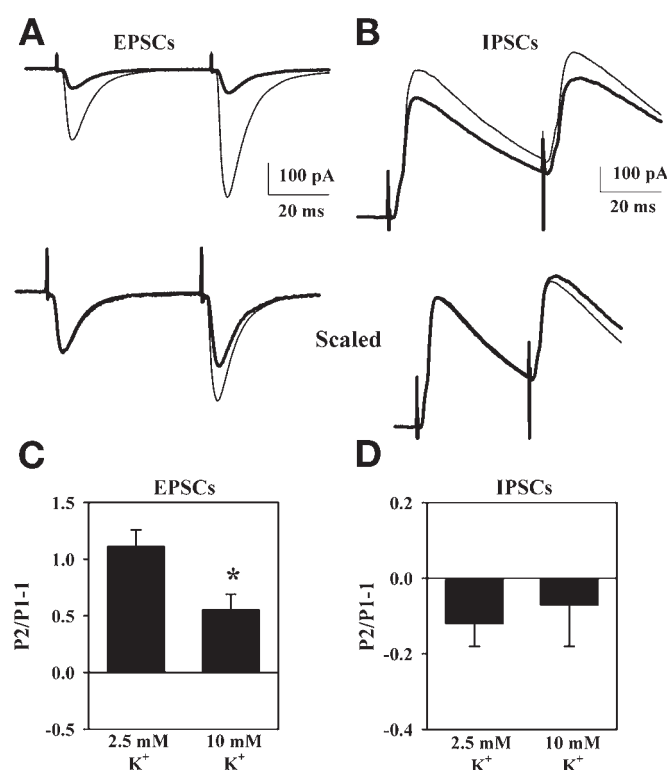 A
EPSCs
100 pA
20 ms
B
IPSCs
100 pA
20 ms
Scaled
C
EPSCs
P2/P1-1
1.5
1.0
0.5
0.0
-0.5
*
2.5 mM
K+
10 mM
K+
D
IPSCs
P2/P1-1
0.2
0.0
-0.2
-0.4
2.5 mM
K+
10 mM
K+